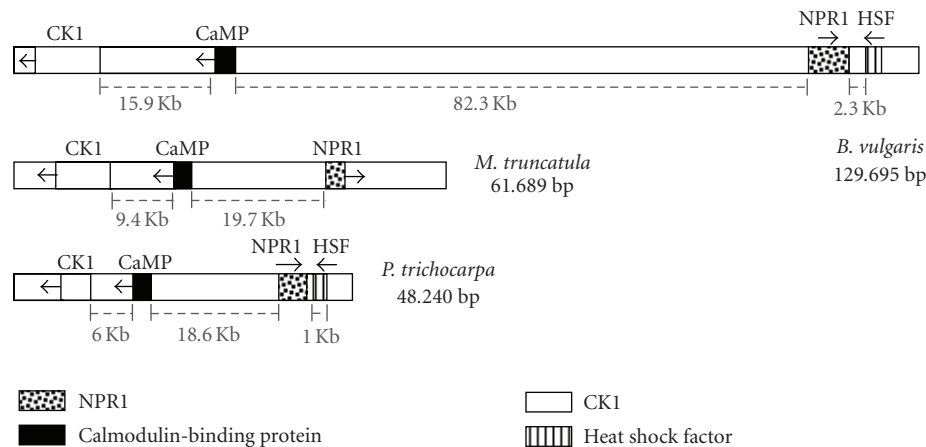 CK1 CaMP NPR1 HSF
15.9 Kb 82.3 Kb 2.3 Kb
B. vulgaris
129.695 bp
CK1 CaMP NPR1
M. truncatula
61.689 bp
9.4 Kb 19.7 Kb
CK1 CaMP NPR1 HSF
P. trichocarpa
48.240 bp
6 Kb 18.6 Kb 1 Kb
NPR1
CK1
Calmodulin-binding protein
Heat shock factor